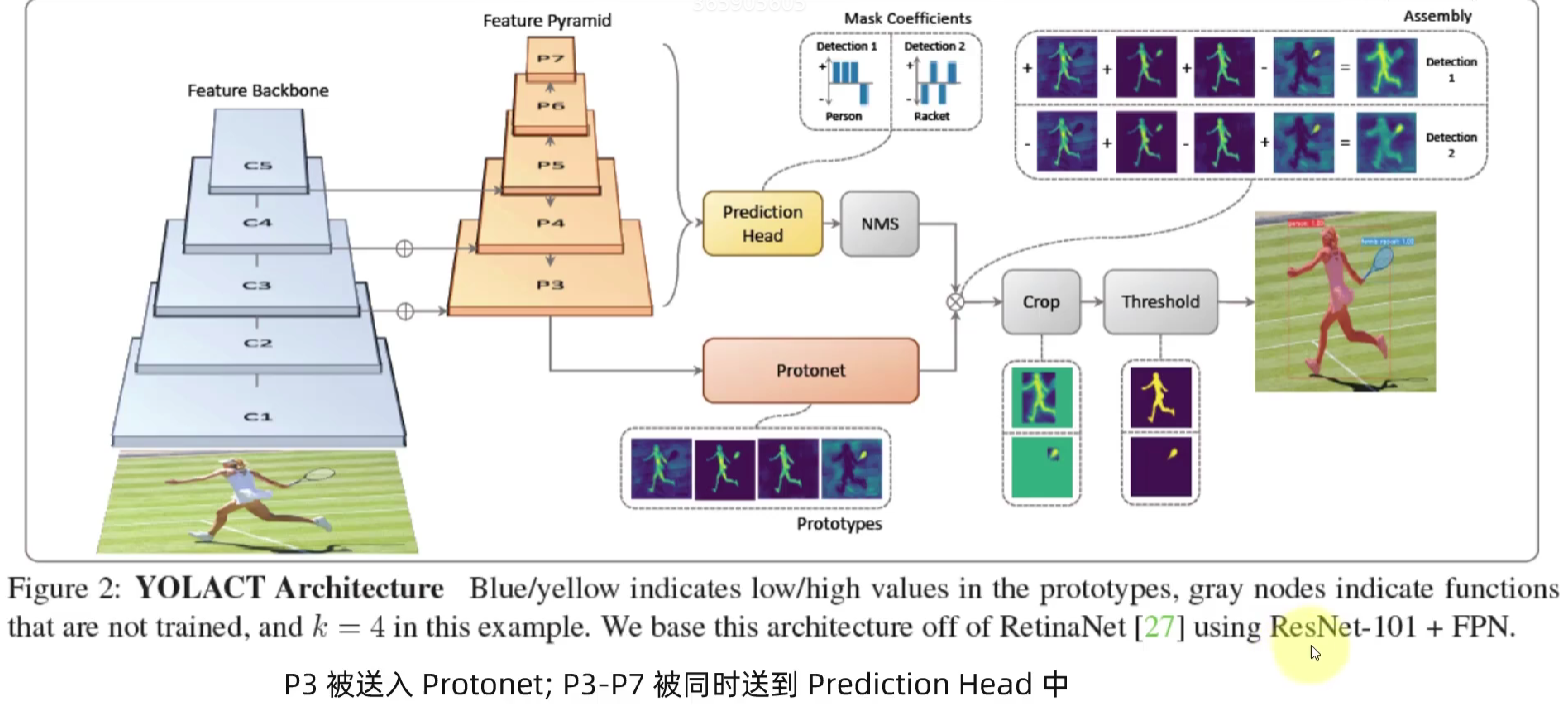 565905605
Feature Pyramid
Mask Coefficients
Assembly
Detection 1
Detection 2
+
-
Person
+
-
Racket
+ + + - = Detection 1
- + - + = Detection 2
Feature Backbone
P7
P6
P5
P4
P3
C5
C4
C3
C2
C1
Prediction Head
NMS
Crop
Threshold
Protonet
Prototypes
Figure 2: YOLACT Architecture Blue/yellow indicates low/high values in the prototypes, gray nodes indicate functions
that are not trained, and k = 4 in this example. We base this architecture off of RetinaNet [27] using ResNet-101 + FPN.
P3 被送入 Protonet; P3-P7 被同时送到 Prediction Head 中